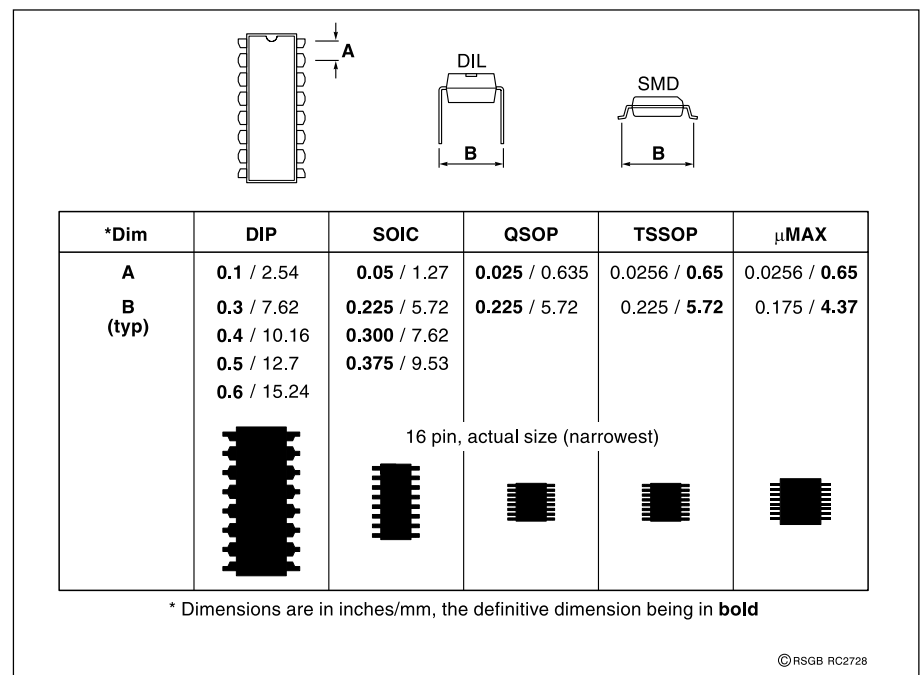 A
DIL
B
SMD
B
*Dim DIP SOIC QSOP TSSOP µMAX
A 0.1 / 2.54 0.05 / 1.27 0.025 / 0.635 0.0256 / 0.65 0.0256 / 0.65
B 0.3 / 7.62 0.225 / 5.72 0.225 / 5.72 0.225 / 5.72 0.175 / 4.37
(typ) 0.4 / 10.16 0.300 / 7.62
0.5 / 12.7 0.375 / 9.53
0.6 / 15.24
16 pin, actual size (narrowest)
* Dimensions are in inches/mm, the definitive dimension being in bold
© RSGB RC2728